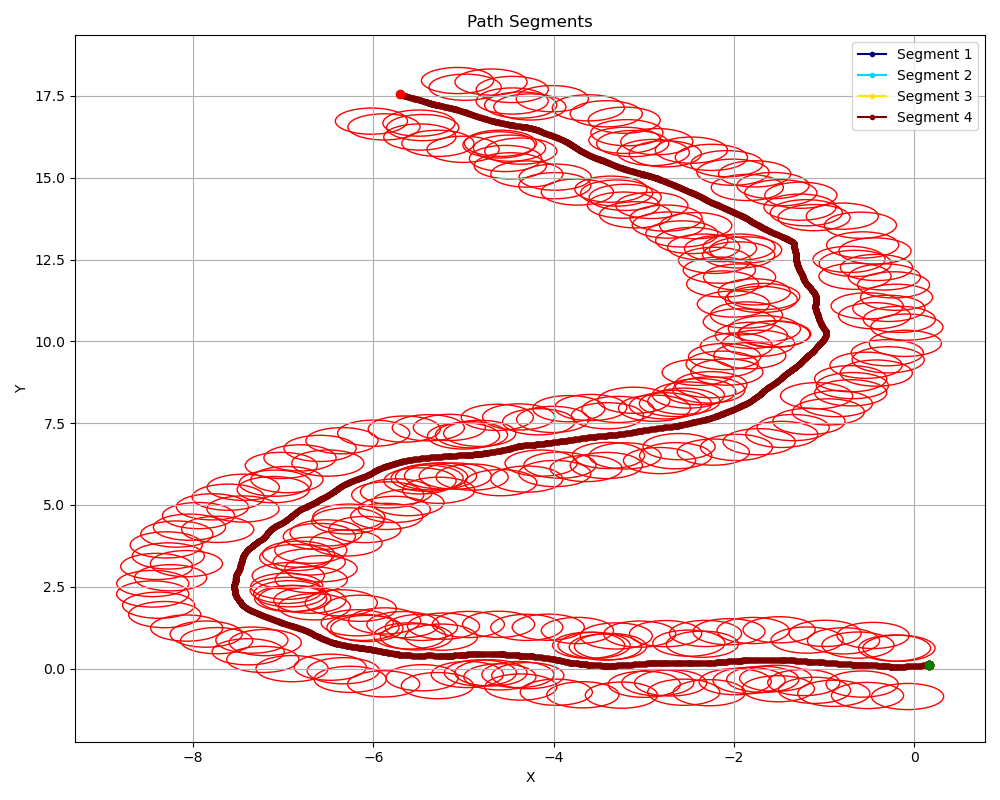 Path Segments
Segment 1
Segment 2
Segment 3
Segment 4
17.5
15.0
12.5
10.0
7.5
5.0
2.5
0.0
Y
−8
−6
−4
−2
0
X